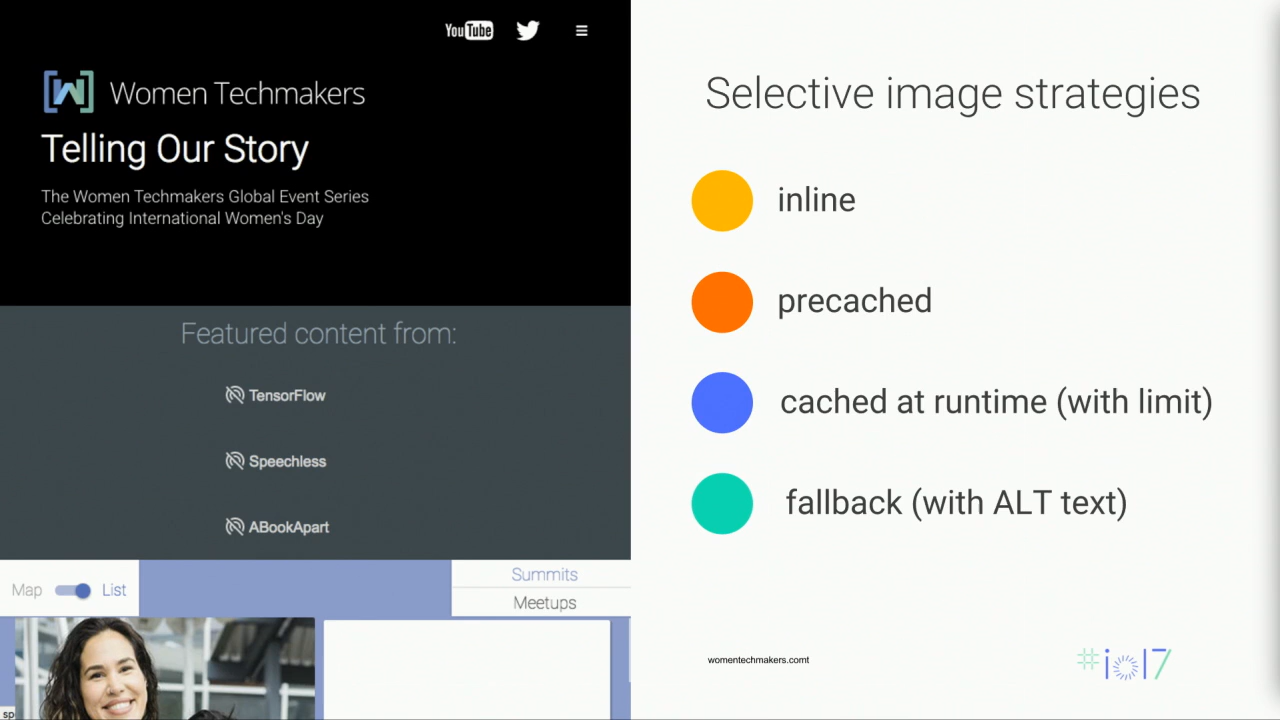 YouTube
[W] Women Techmakers
Telling Our Story
The Women Techmakers Global Event Series
Celebrating International Women's Day
Featured content from:
TensorFlow
Speechless
ABookApart
Map List
Summits
Meetups
sp
Selective image strategies
inline
precached
cached at runtime (with limit)
fallback (with ALT text)
womentechmakers.comt
#io17